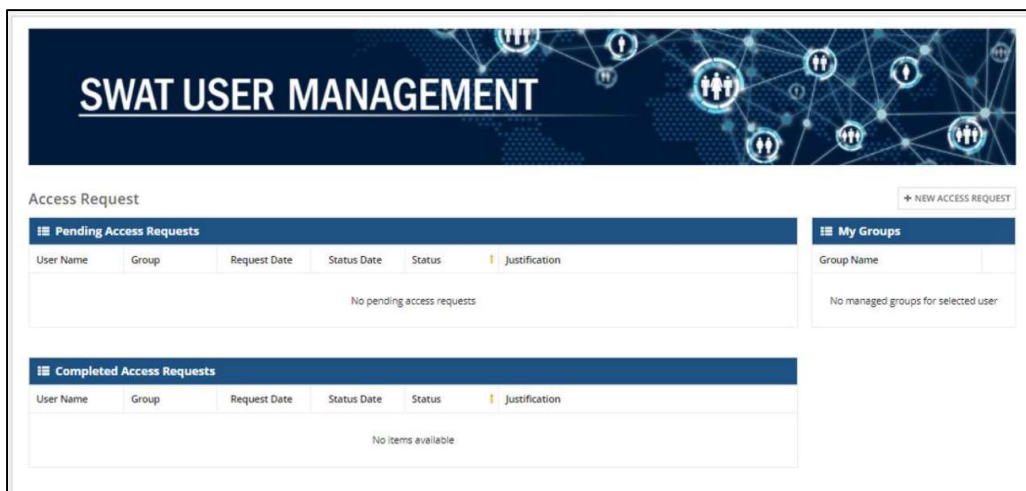 SWAT USER MANAGEMENT
Access Request
+ NEW ACCESS REQUEST
Pending Access Requests
User Name Group Request Date Status Date Status Justification
No pending access requests
My Groups
Group Name
No managed groups for selected user
Completed Access Requests
User Name Group Request Date Status Date Status Justification
No items available